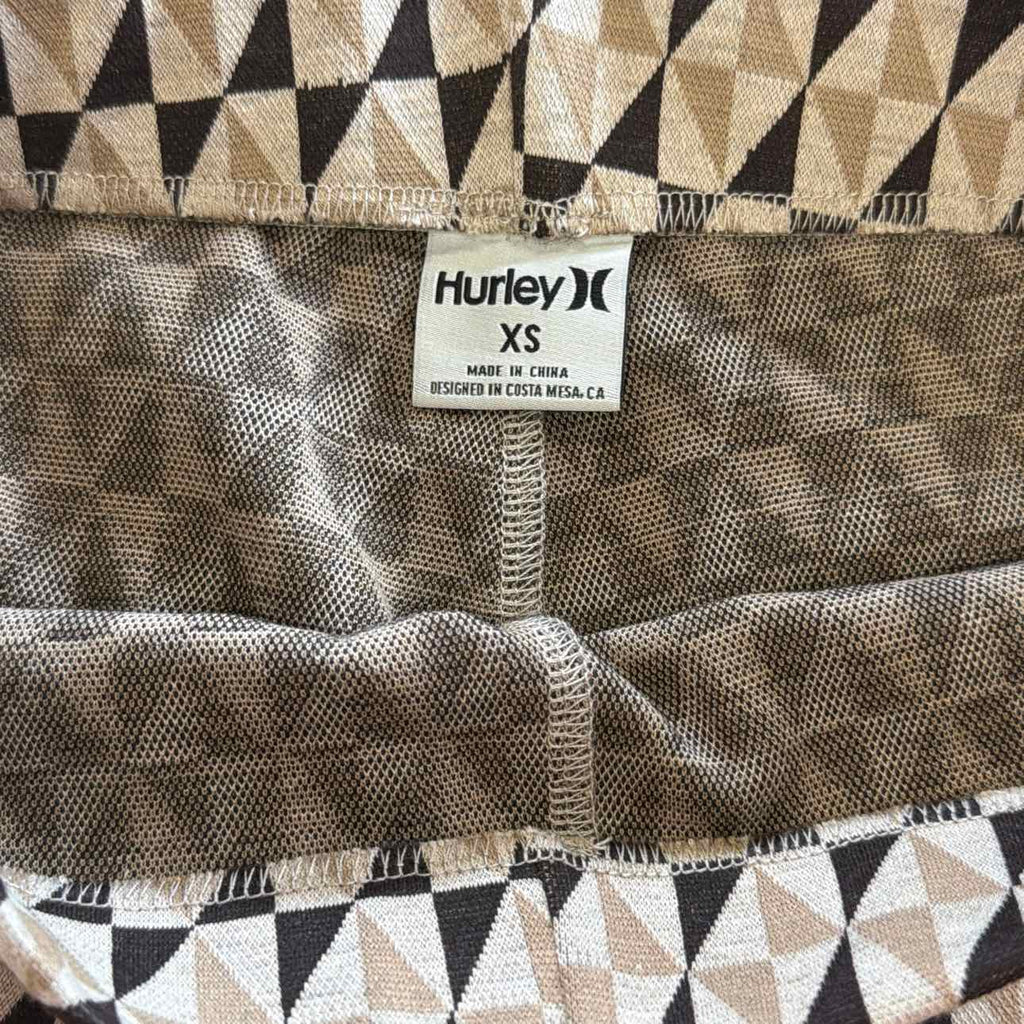 Hurley
XS
MADE IN CHINA
DESIGNED IN COSTA MESA, CA